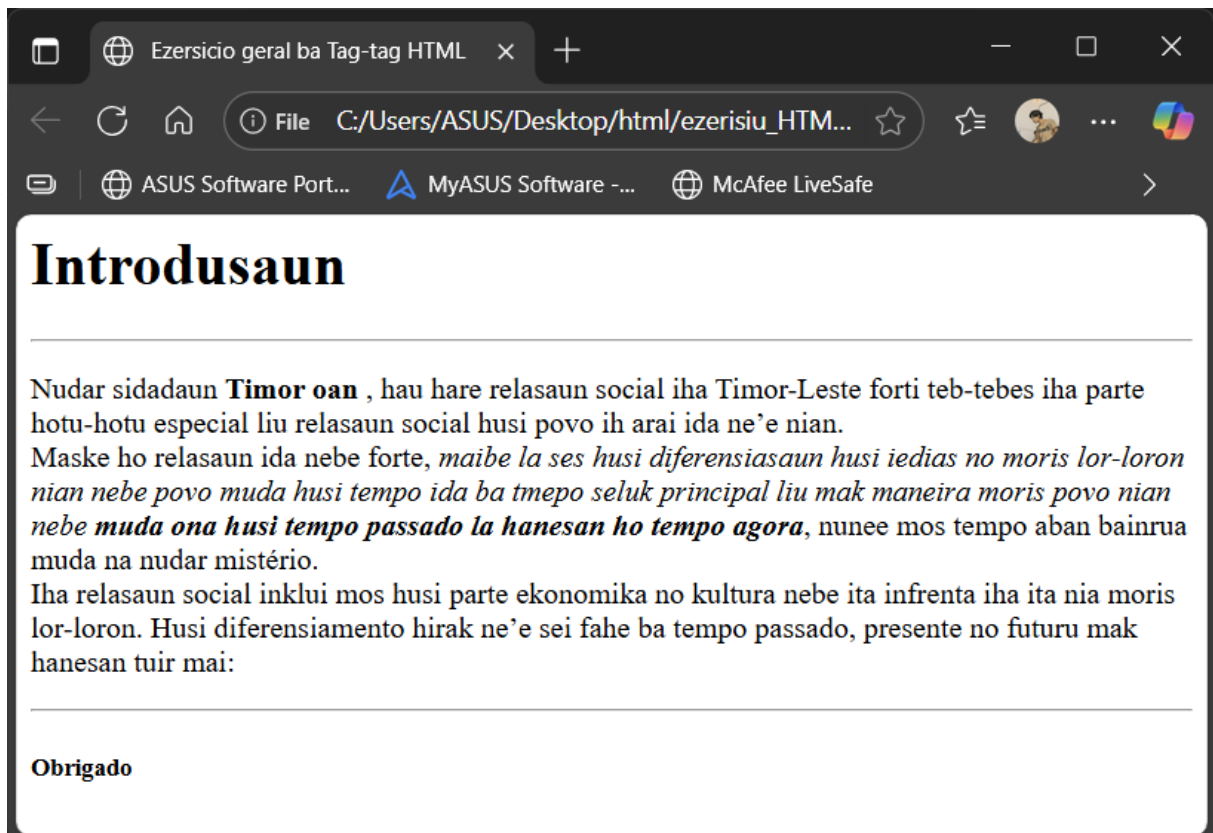 Ezersicio geral ba Tag-tag HTML
File C:/Users/ASUS/Desktop/html/ezerisiu_HTM...
ASUS Software Port... MyASUS Software -... McAfee LiveSafe
Introdusaun
Nudar sidadaun Timor oan , hau hare relasaun social iha Timor-Leste forti teb-tebes iha parte
hotu-hotu especial liu relasaun social husi povo ih arai ida ne’e nian.
Maske ho relasaun ida nebe forte, maibe la ses husi diferensiasaun husi iedias no moris lor-loron
nian nebe povo muda husi tempo ida ba tmepo seluk principal liu mak maneira moris povo nian
nebe muda ona husi tempo passado la hanesan ho tempo agora, nunee mos tempo aban bainrua
muda na nudar mistério.
Iha relasaun social inklui mos husi parte ekonomika no kultura nebe ita infrenta iha ita nia moris
lor-loron. Husi diferensiamento hirak ne’e sei fahe ba tempo passado, presente no futuru mak
hanesan tuir mai:
Obrigado